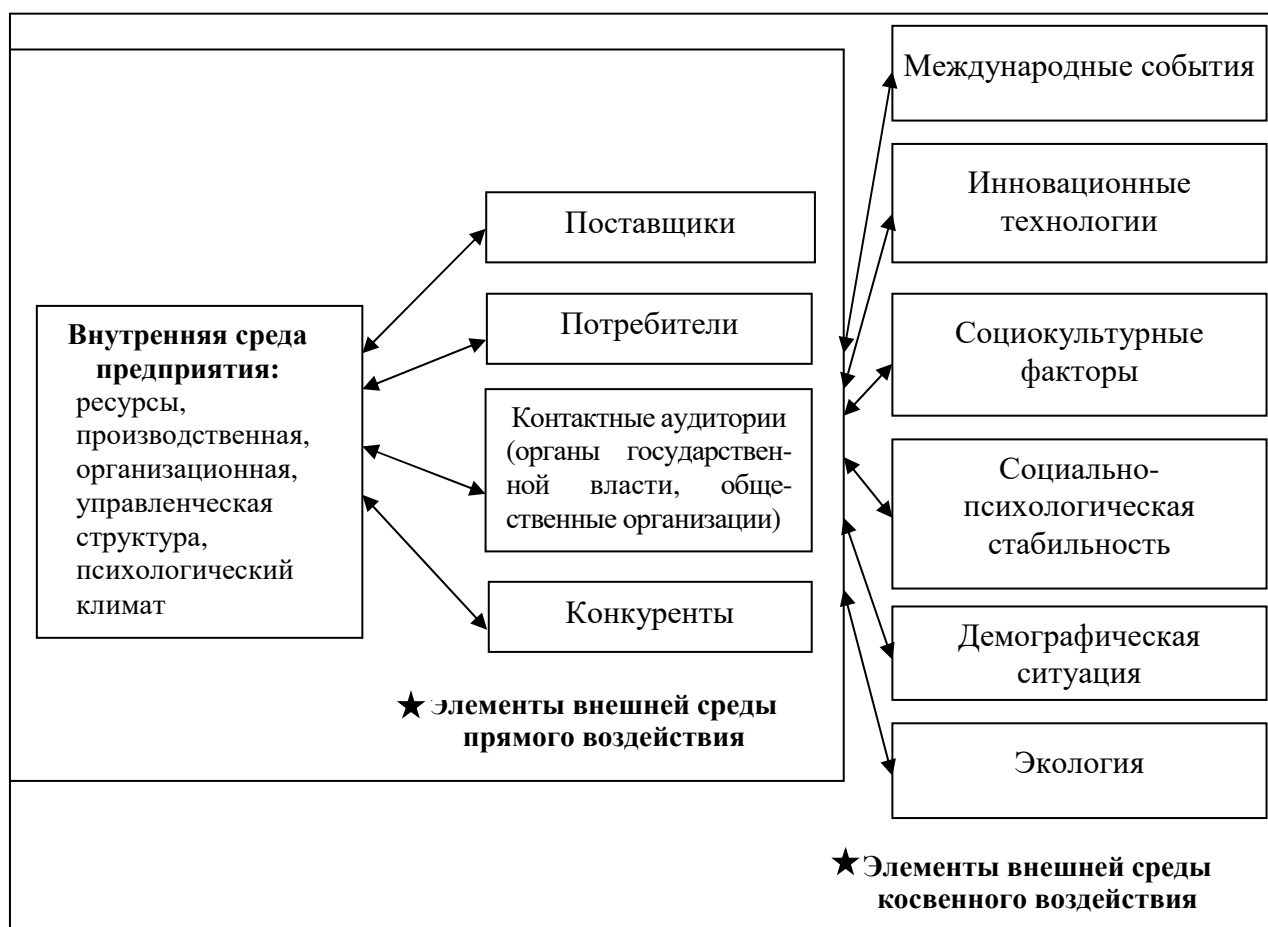 Международные события
Инновационные
технологии
Поставщики
Внутренняя среда
предприятия:
ресурсы,
производственная,
организационная,
управленческая
структура,
психологический
климат
Потребители
Социокультурные
факторы
Контактные аудитории
(органы государствен-
ной власти, обще-
ственные организации)
Социально-
психологическая
стабильность
Конкуренты
Демографическая
ситуация
★ Элементы внешней среды
прямого воздействия
Экология
★ Элементы внешней среды
косвенного воздействия